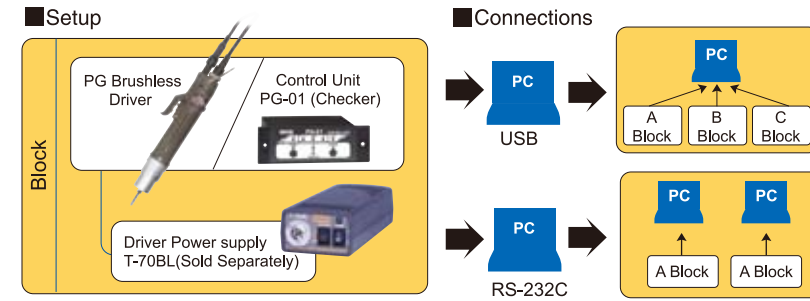 ■Setup
■Connections
Block
PG Brushless
Driver
Control Unit
PG-01 (Checker)
Driver Power supply
T-70BL(Sold Separately)
PC
USB
PC
RS-232C
PC
A
Block
B
Block
C
Block
PC
PC
A Block
A Block